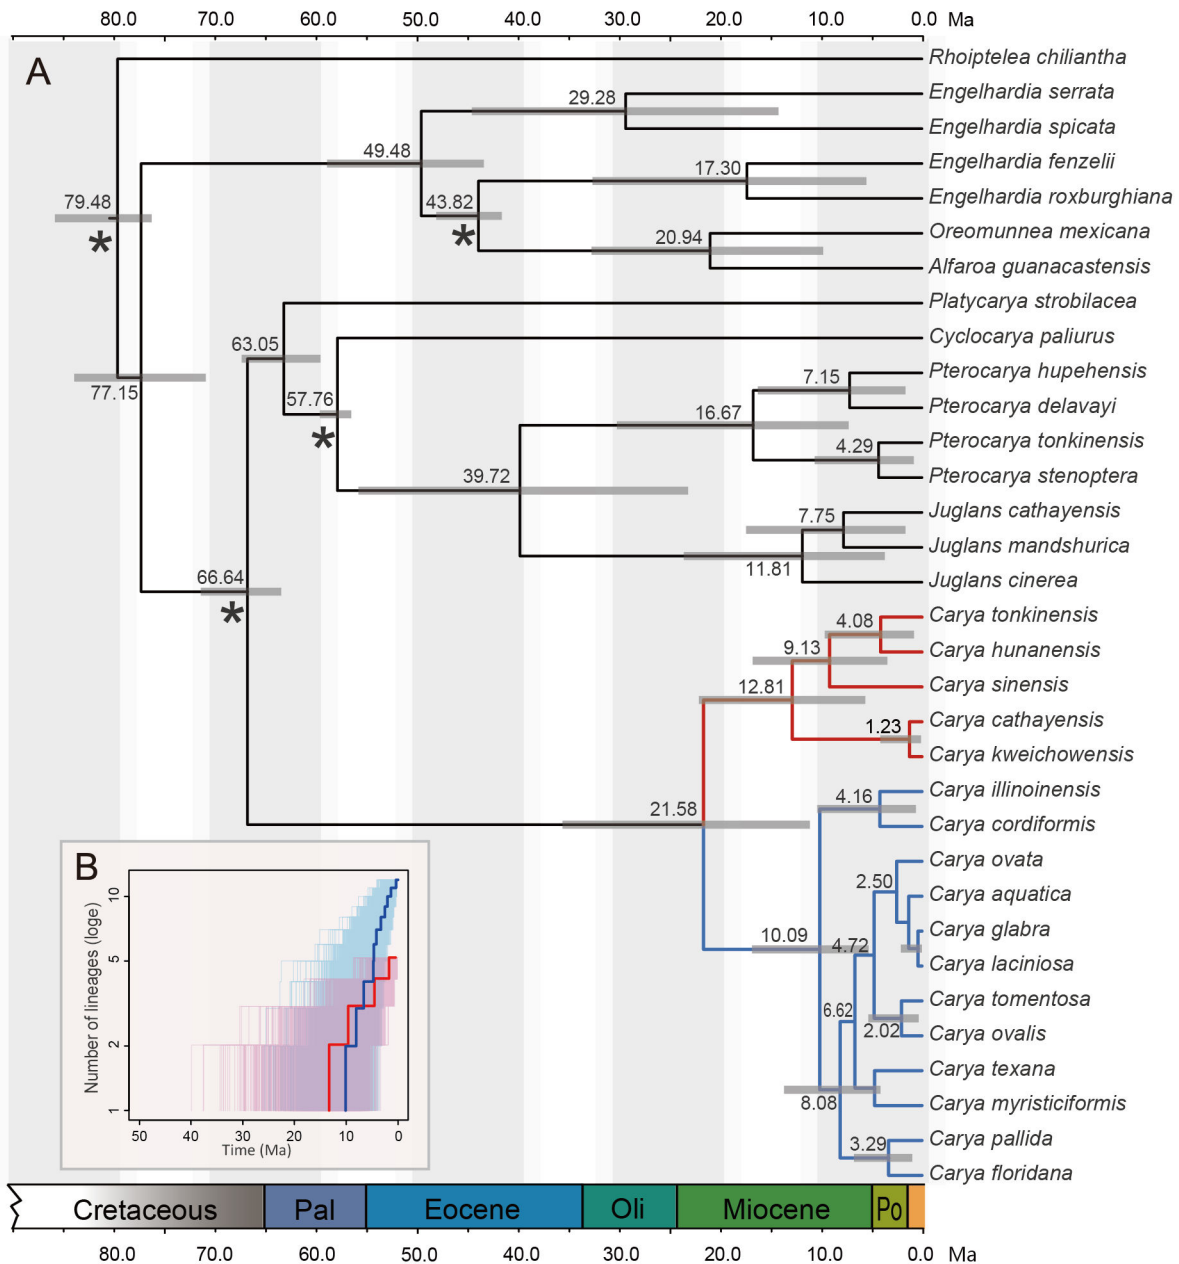 80.0 70.0 60.0 50.0 40.0 30.0 20.0 10.0 0.0 Ma
A
Rhoiptelea chiliantha
Engelhardia serrata
29.28
Engelhardia spicata
49.48
Engelhardia fenzelii
17.30
Engelhardia roxburghiana
79.48
43.82
*
*
Oreomunnea mexicana
20.94
Alfaroa guanacastensis
Platycarya strobilacea
63.05
Cyclocarya paliurus
77.15
Pterocarya hupehensis
7.15
57.76
*
Pterocarya delavayi
16.67
Pterocarya tonkinensis
4.29
Pterocarya stenoptera
39.72
Juglans cathayensis
7.75
Juglans mandshurica
11.81
Juglans cinerea
66.64
*
Carya tonkinensis
4.08
Carya hunanensis
9.13
Carya sinensis
12.81
Carya cathayensis
1.23
Carya kweichowensis
Carya illinoinensis
4.16
21.58
Carya cordiformis
Carya ovata
2.50
Carya aquatica
Carya glabra
10.09
4.72
Carya laciniosa
Carya tomentosa
6.62
2.02
Carya ovalis
Carya texana
8.08
Carya myristiciformis
Carya pallida
3.29
Carya floridana
B
Number of lineages (loge)
10
5
2
1
50 40 30 20 10 0
Time (Ma)
Cretaceous Pal Eocene Oli Miocene Po
80.0 70.0 60.0 50.0 40.0 30.0 20.0 10.0 0.0 Ma